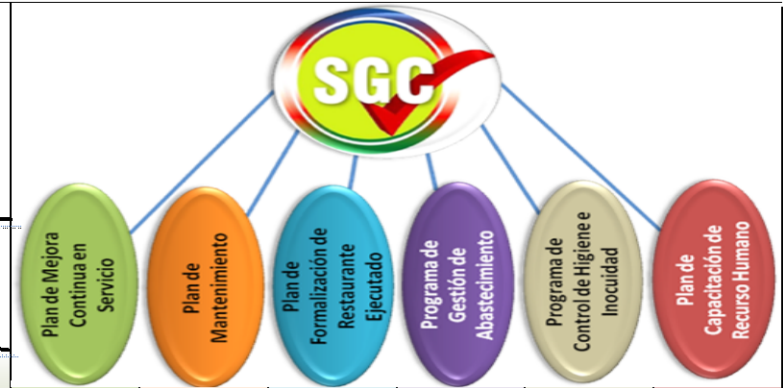 SGC
Plan de Mejora
Continua en
Servicio
Plan de
Mantenimiento
Plan de
Formalización de
Restaurante
Ejecutado
Programa de
Gestión de
Abastecimiento
Programa de
Control de Higiene e
Inocuidad
Plan de
Capacitación de
Recurso Humano